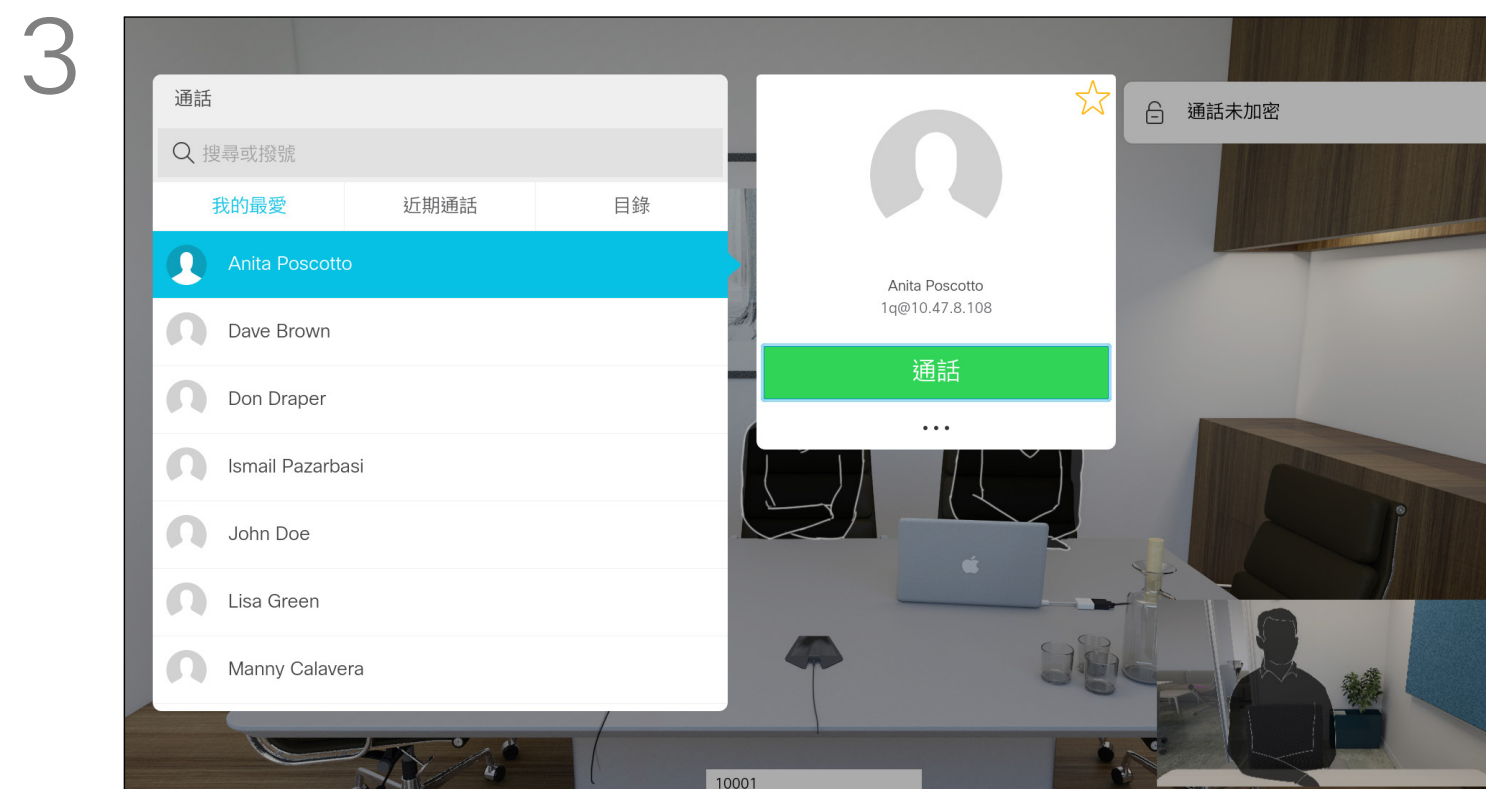 3
通話
搜尋或撥號
我的最愛 近期通話 目錄
Anita Poscotto
Dave Brown
Don Draper
Ismail Pazarbasi
John Doe
Lisa Green
Manny Calavera
Anita Poscotto
1q@10.47.8.108
通話
...
通話未加密
10001